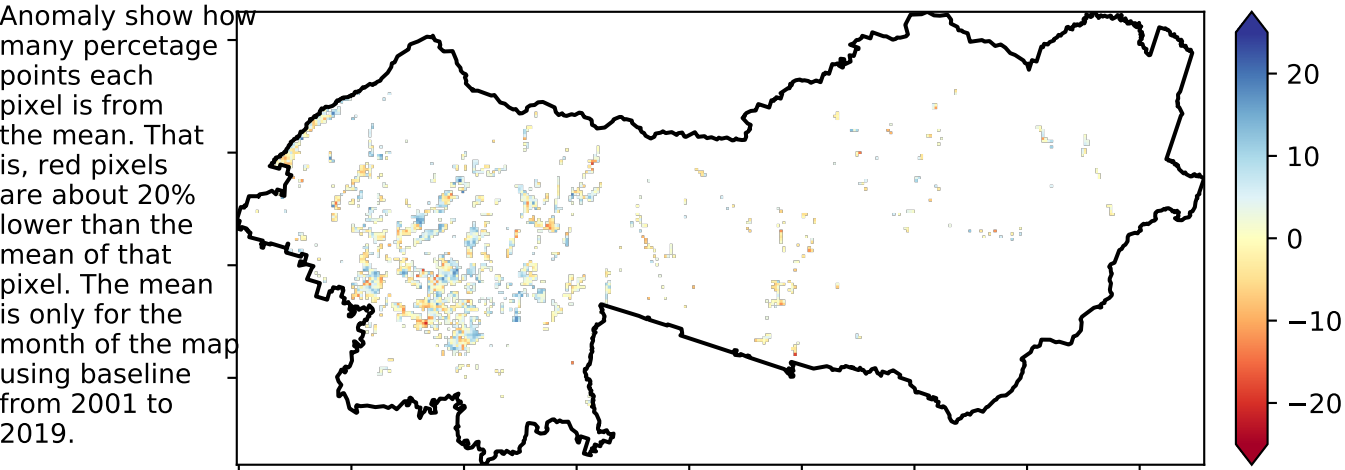 Anomaly show how
many percetage
points each
pixel is from
the mean. That
is, red pixels
are about 20%
lower than the
mean of that
pixel. The mean
is only for the
month of the map
using baseline
from 2001 to
2019.
20
10
0
−10
−20